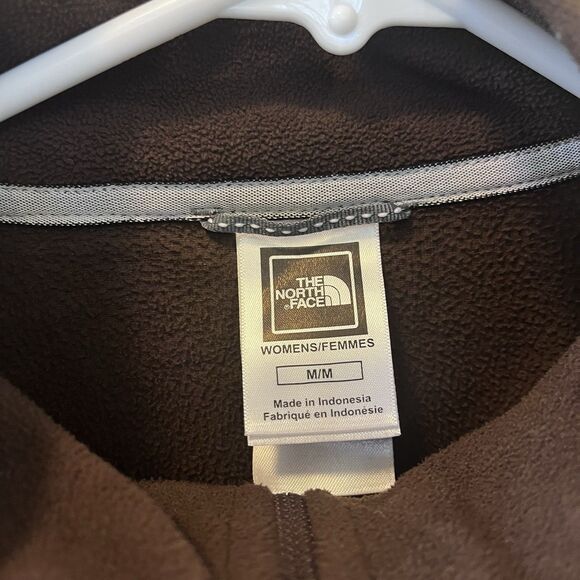 THE
NORTH
FACE
WOMENS/FEMMES
M/M
Made in Indonesia
Fabriqué en Indonésie